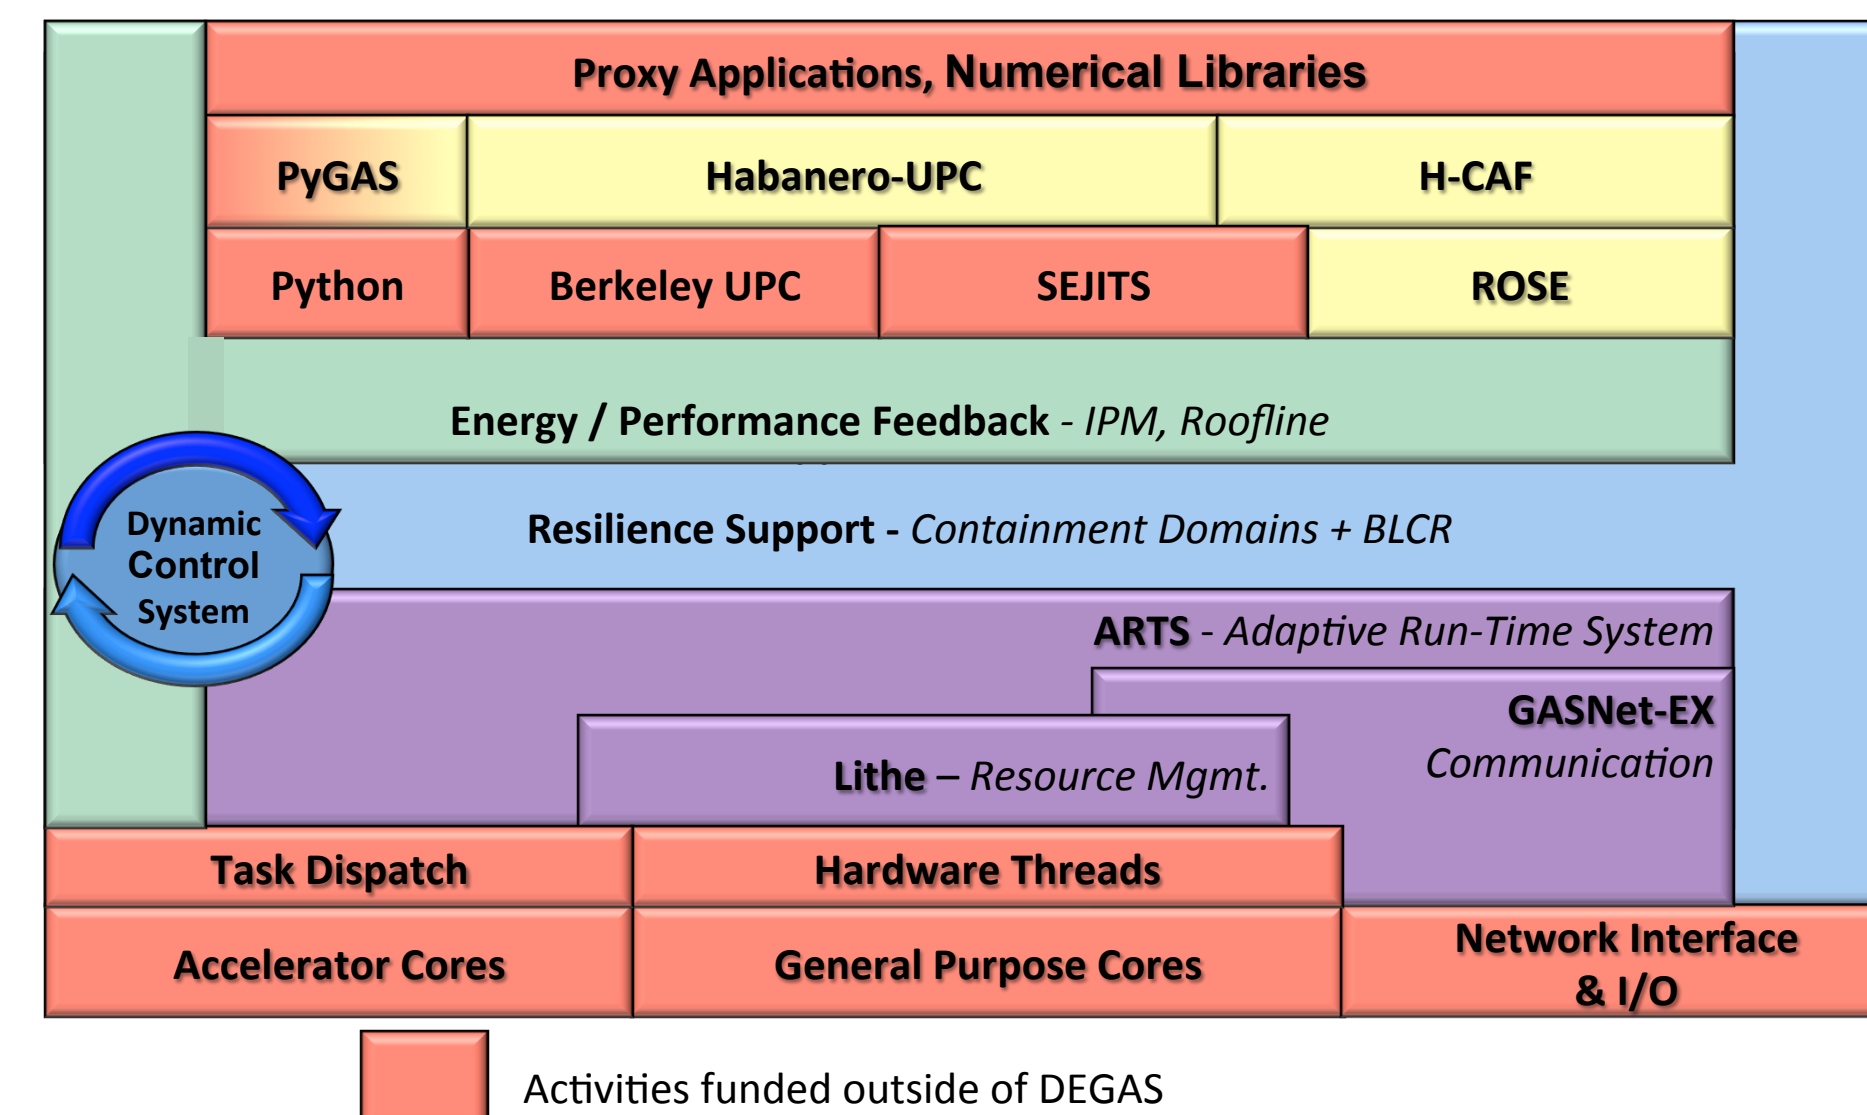 Proxy Applications, Numerical Libraries
PyGAS
Habanero-UPC
H-CAF
Python
Berkeley UPC
SEJITS
ROSE
Energy / Performance Feedback - IPM, Roofline
Resilience Support - Containment Domains + BLCR
Dynamic
Control
System
ARTS - Adaptive Run-Time System
GASNet-EX
Communication
Lithe – Resource Mgmt.
Task Dispatch
Hardware Threads
Accelerator Cores
General Purpose Cores
Network Interface
& I/O
Activities funded outside of DEGAS